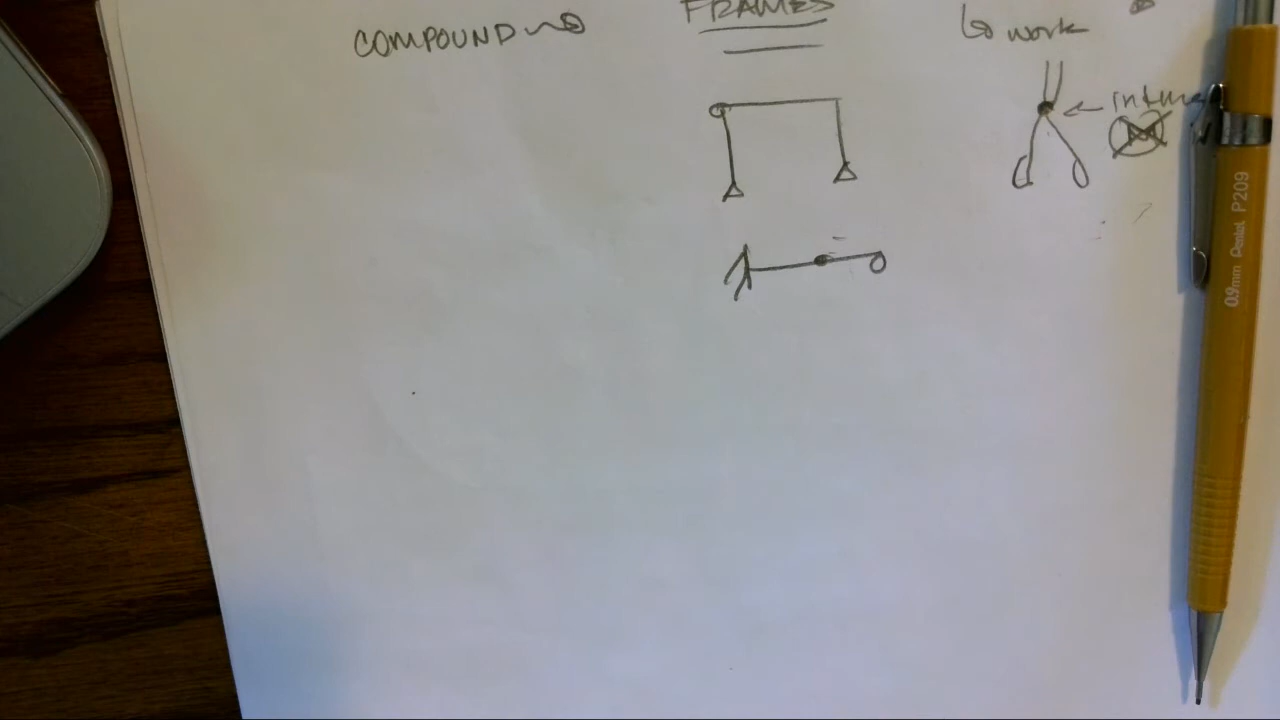 COMPOUND
FRAMES
↳ work
←
M
0.9mm Pentel P209